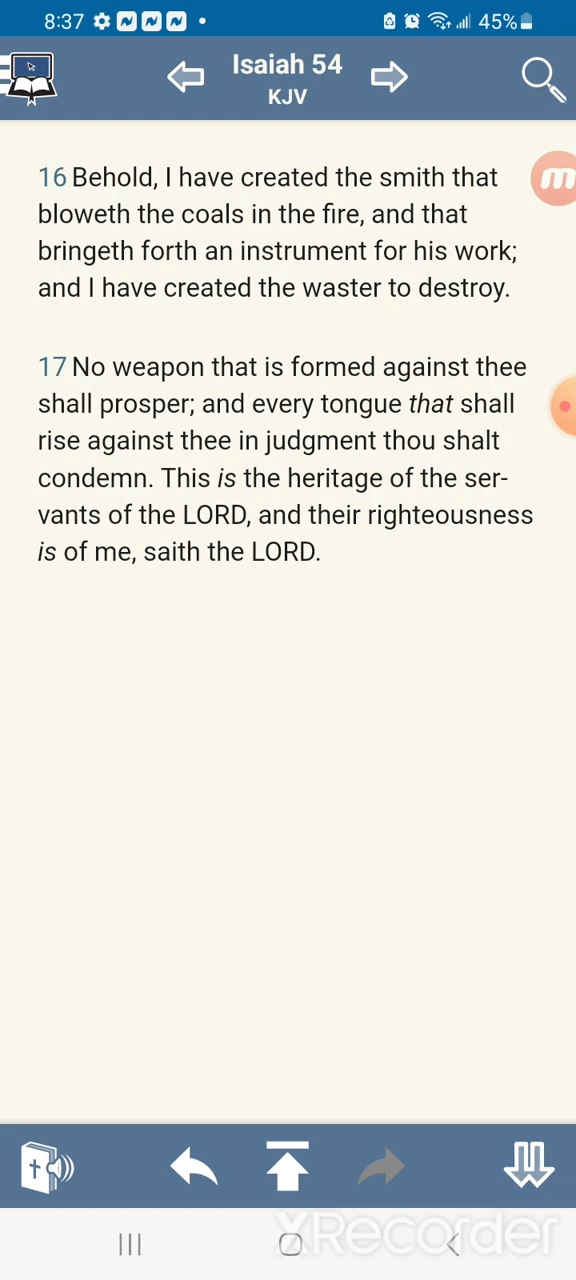 8:37 45%
Isaiah 54
KJV
16 Behold, I have created the smith that
bloweth the coals in the fire, and that
bringeth forth an instrument for his work;
and I have created the waster to destroy.
17 No weapon that is formed against thee
shall prosper; and every tongue that shall
rise against thee in judgment thou shalt
condemn. This is the heritage of the ser-
vants of the LORD, and their righteousness
is of me, saith the LORD.
XRecorder